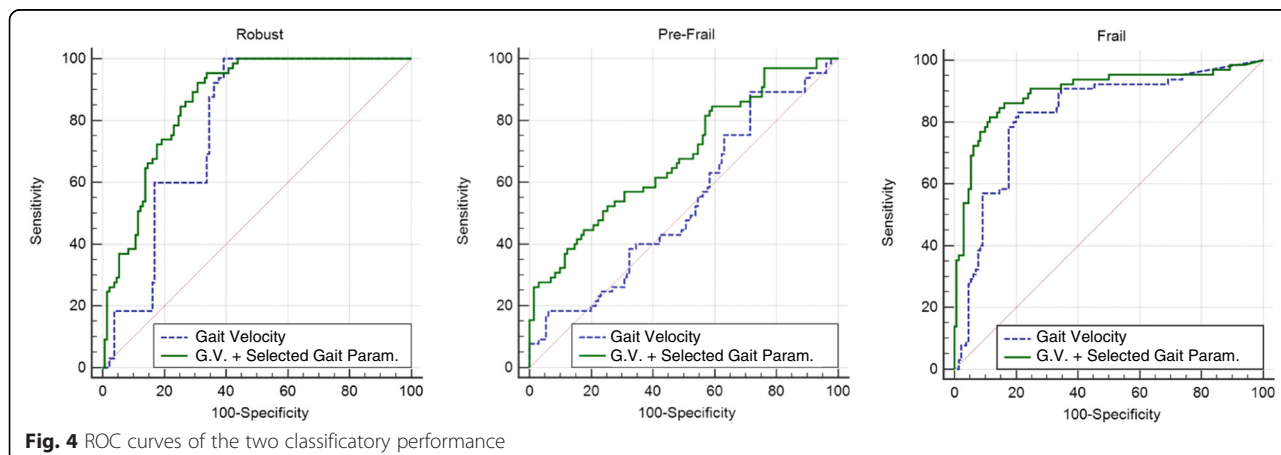 Robust
100
80
60
40
20
0
Sensitivity
0 20 40 60 80 100
100-Specificity
Gait Velocity
G.V. + Selected Gait Param.
Pre-Frail
100
80
60
40
20
0
Sensitivity
0 20 40 60 80 100
100-Specificity
Gait Velocity
G.V. + Selected Gait Param.
Frail
100
80
60
40
20
0
Sensitivity
0 20 40 60 80 100
100-Specificity
Gait Velocity
G.V. + Selected Gait Param.
Fig. 4 ROC curves of the two classificatory performance